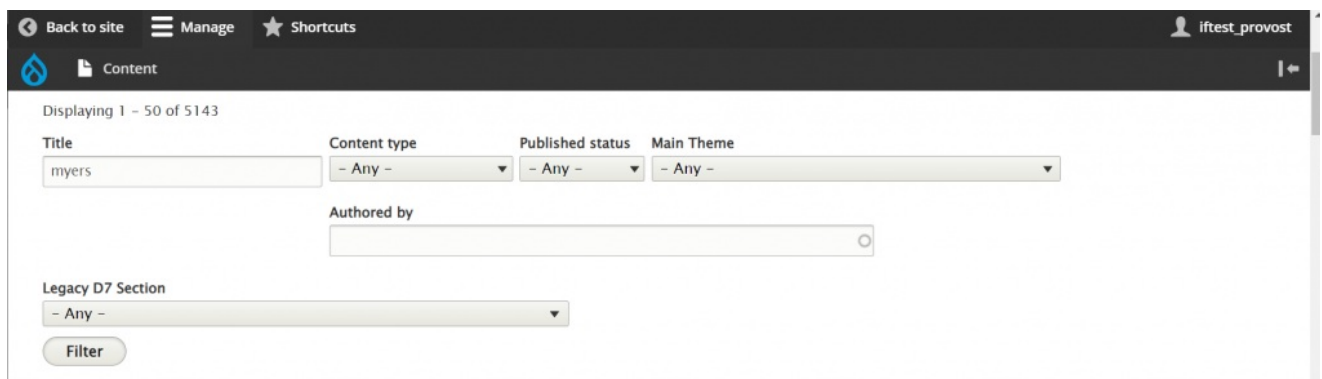 Back to site Manage Shortcuts iftest_provost
Content
Displaying 1 – 50 of 5143
Title Content type Published status Main Theme
myers – Any – – Any – – Any –
Authored by
Legacy D7 Section
– Any –
Filter